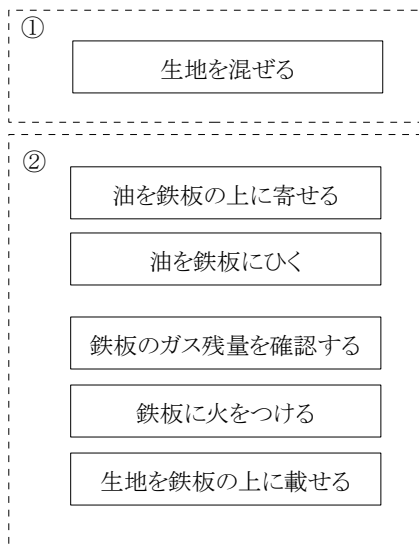 ①
生地を混ぜる
②
油を鉄板の上に寄せる
油を鉄板にひく
鉄板のガス残量を確認する
鉄板に火をつける
生地を鉄板の上に載せる